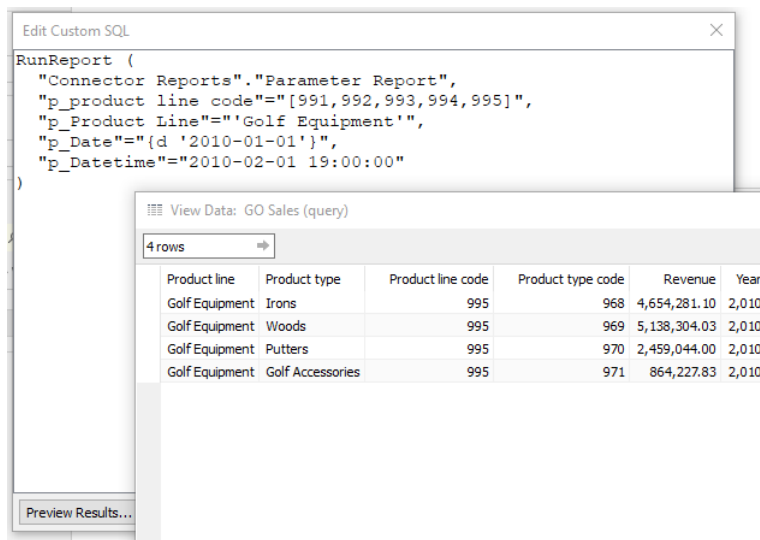 Edit Custom SQL
RunReport (
"Connector Reports"."Parameter Report",
"p_product line code"="[991,992,993,994,995]",
"p_Product Line"="'Golf Equipment'",
"p_Date"="{d '2010-01-01'}",
"p_Datetime"="2010-02-01 19:00:00"
)
View Data: GO Sales (query)
4 rows
Product line Product type Product line code Product type code Revenue Year
Golf Equipment Irons 995 968 4,654,281.10 2,010
Golf Equipment Woods 995 969 5,138,304.03 2,010
Golf Equipment Putters 995 970 2,459,044.00 2,010
Golf Equipment Golf Accessories 995 971 864,227.83 2,010
Preview Results...